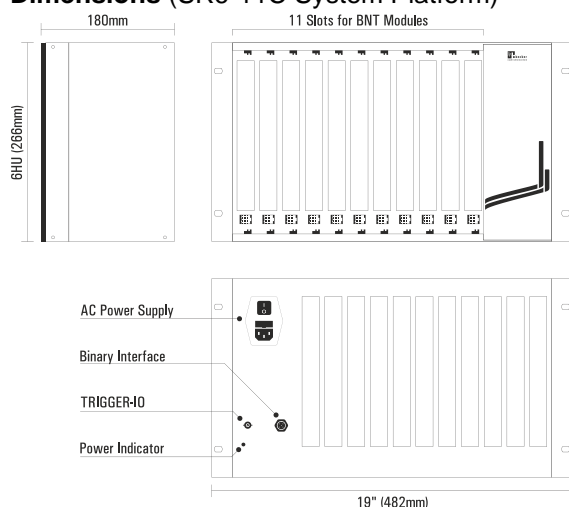 Dimensions (SR6-11C System Platform)
180mm
11 Slots for BNT Modules
6HU (266mm)
AC Power Supply
Binary Interface
TRIGGER-IO
Power Indicator
19" (482mm)